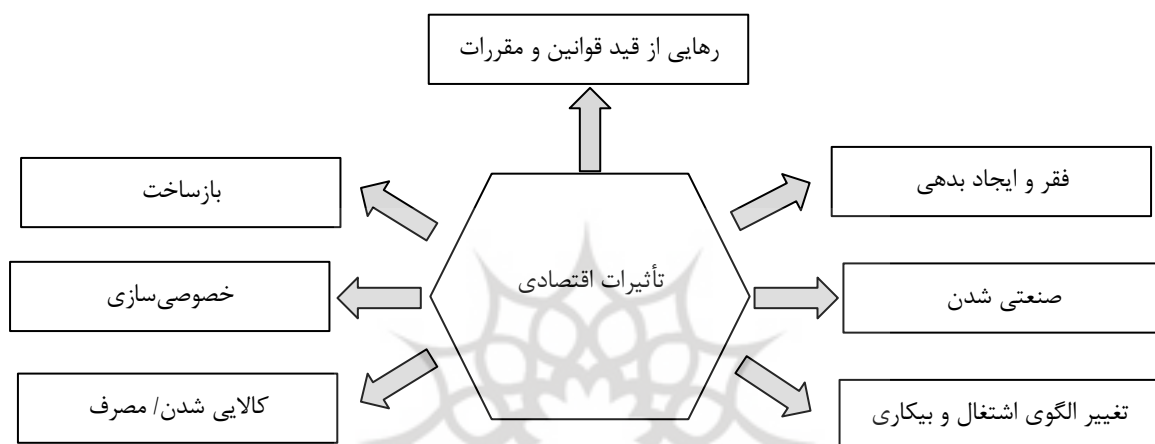 رهایی از قید قوانین و مقررات
فقر و ایجاد بدهی
بازساخت
تأثیرات اقتصادی
صنعتی شدن
خصوصی‌سازی
تغییر الگوی اشتغال و بیکاری
کالایی شدن/ مصرف